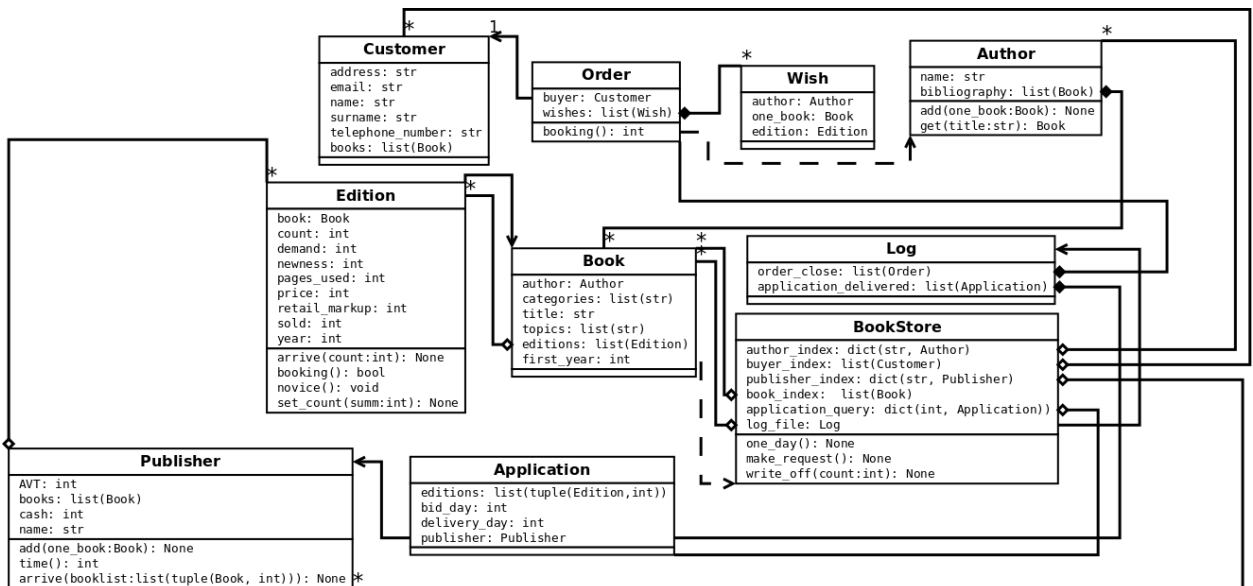 *
1
Customer
address: str
email: str
name: str
surname: str
telephone_number: str
books: list(Book)
Order
buyer: Customer
wishes: list(Wish)
booking(): int
*
Wish
author: Author
one_book: Book
edition: Edition
*
Author
name: str
bibliography: list(Book)
add(one_book:Book): None
get(title:str): Book
*
*
Edition
book: Book
count: int
demand: int
newness: int
pages_used: int
price: int
retail_markup: int
sold: int
year: int
arrive(count:int): None
booking(): bool
novice(): void
set_count(summ:int): None
*
*
*
Book
author: Author
categories: list(str)
title: str
topics: list(str)
editions: list(Edition)
first_year: int
Log
order_close: list(Order)
application_delivered: list(Application)
BookStore
author_index: dict(str, Author)
buyer_index: list(Customer)
publisher_index: dict(str, Publisher)
book_index:  list(Book)
application_query: dict(int, Application))
log_file: Log
one_day(): None
make_request(): None
write_off(count:int): None
Publisher
AVT: int
books: list(Book)
cash: int
name: str
add(one_book:Book): None
time(): int
arrive(booklist:list(tuple(Book, int))): None
*
Application
editions: list(tuple(Edition,int))
bid_day: int
delivery_day: int
publisher: Publisher